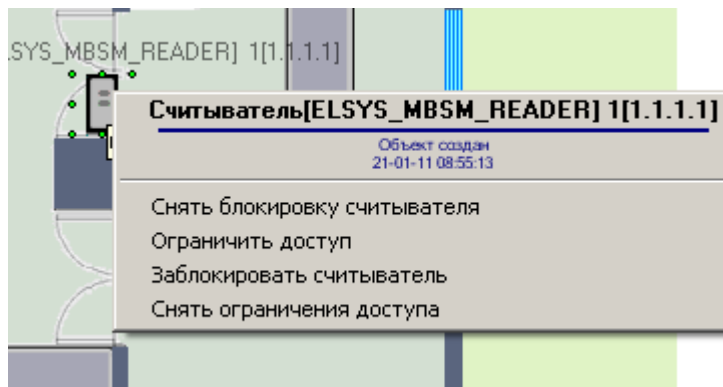 .SYS_MBSM_READER] 1[1.1.1.1]
Считыватель[ELSYS_MBSM_READER] 1[1.1.1.1]
Объект создан
21-01-11 08:55:13
Снять блокировку считывателя
Ограничить доступ
Заблокировать считыватель
Снять ограничения доступа